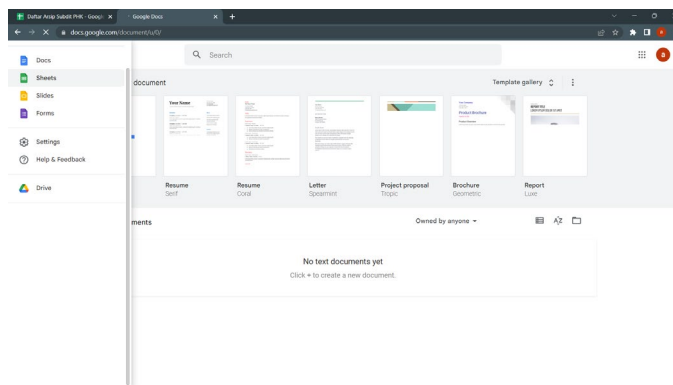 Daftar Arsip Subdit PHK - Googl
Google Docs
docs.google.com/document/u/0/
Docs
Sheets
Slides
Forms
Settings
Help & Feedback
Drive
Search
a
document
Template gallery
Your Name
Product Brochure
Resume
Serif
Resume
Coral
Letter
Spearmint
Project proposal
Tropic
Brochure
Geometric
Report
Luxe
ments
Owned by anyone
AZ
No text documents yet
Click + to create a new document.